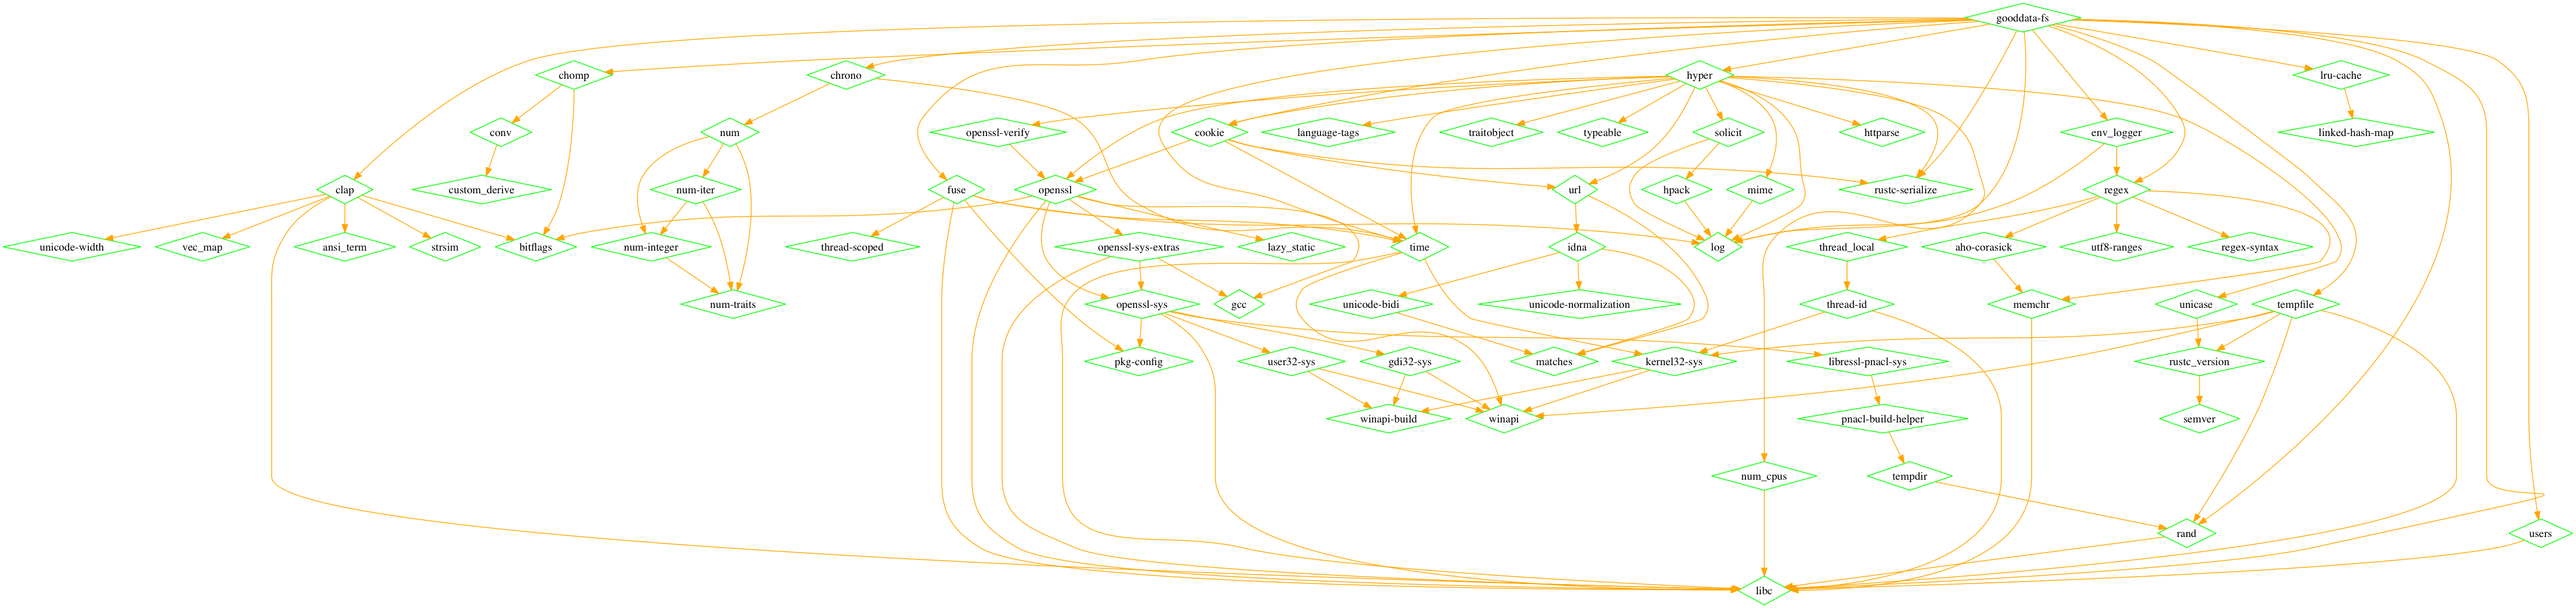 gooddata-fs
chomp
chrono
hyper
lru-cache
conv
num
openssl-verify
cookie
language-tags
traitobject
typeable
solicit
httparse
env_logger
linked-hash-map
clap
custom_derive
num-iter
fuse
openssl
url
hpack
mime
rustc-serialize
regex
unicode-width
vec_map
ansi_term
strsim
bitflags
num-integer
thread-scoped
openssl-sys-extras
lazy_static
time
idna
log
thread_local
aho-corasick
utf8-ranges
regex-syntax
num-traits
openssl-sys
gcc
unicode-bidi
unicode-normalization
thread-id
memchr
unicase
tempfile
pkg-config
user32-sys
gdi32-sys
matches
kernel32-sys
libressl-pnacl-sys
rustc_version
winapi-build
winapi
pnacl-build-helper
semver
num_cpus
tempdir
rand
users
libc